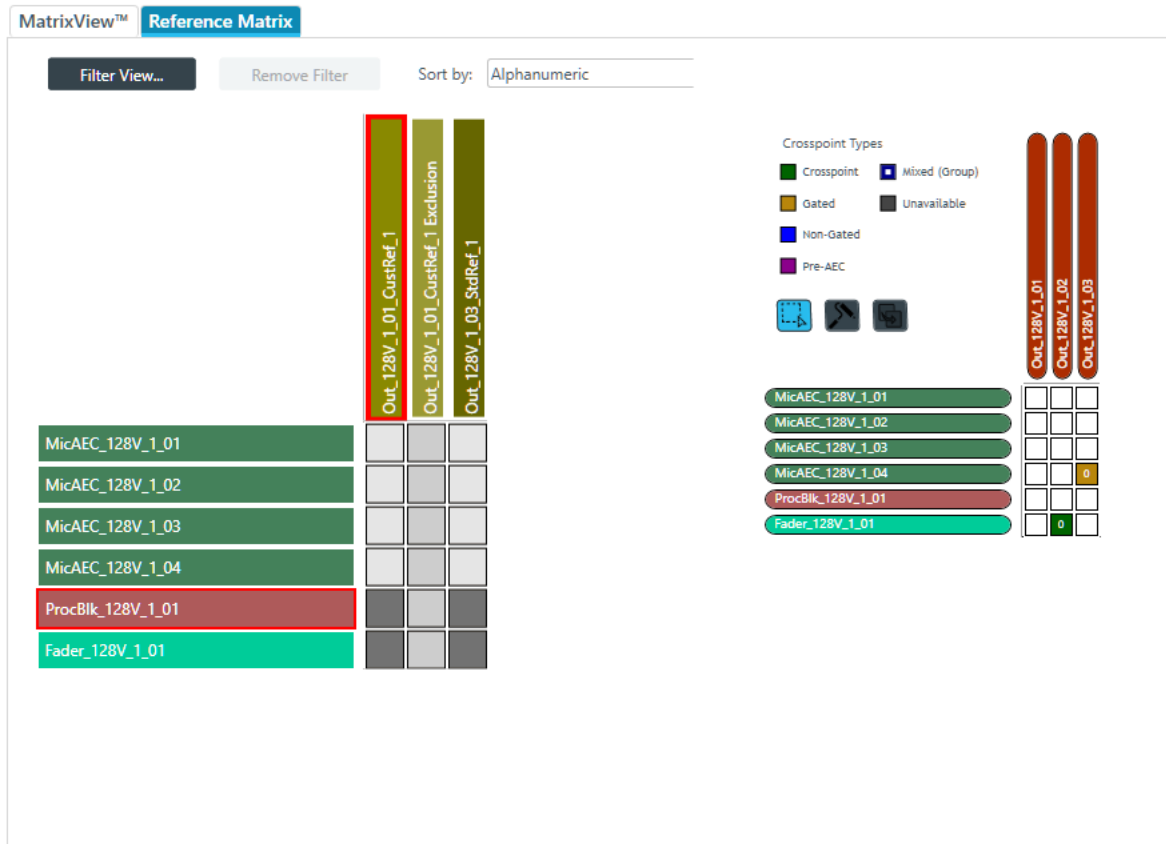 MatrixView™ Reference Matrix
Filter View... Remove Filter Sort by: Alphanumeric
Out_128V_1_01_CustRef_1
Out_128V_1_01_CustRef_1 Exclusion
Out_128V_1_03_StdRef_1
MicAEC_128V_1_01
MicAEC_128V_1_02
MicAEC_128V_1_03
MicAEC_128V_1_04
ProcBlk_128V_1_01
Fader_128V_1_01
Crosspoint Types
Crosspoint Mixed (Group)
Gated Unavailable
Non-Gated
Pre-AEC
Out_128V_1_01
Out_128V_1_02
Out_128V_1_03
MicAEC_128V_1_01
MicAEC_128V_1_02
MicAEC_128V_1_03
MicAEC_128V_1_04 0
ProcBlk_128V_1_01
Fader_128V_1_01 0